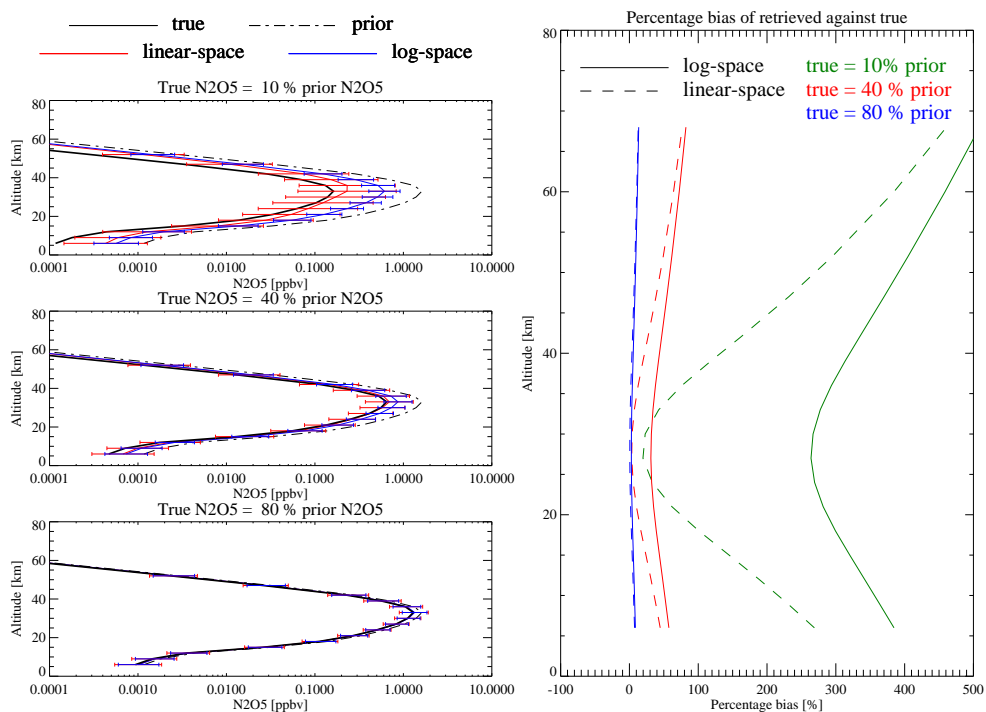 true prior
linear-space log-space
True N2O5 = 10 % prior N2O5
Altitude [km]
80
60
40
20
0
0.0001 0.0010 0.0100 0.1000 1.0000 10.0000
N2O5 [ppbv]
True N2O5 = 40 % prior N2O5
Altitude [km]
80
60
40
20
0
0.0001 0.0010 0.0100 0.1000 1.0000 10.0000
N2O5 [ppbv]
True N2O5 = 80 % prior N2O5
Altitude [km]
80
60
40
20
0
0.0001 0.0010 0.0100 0.1000 1.0000 10.0000
N2O5 [ppbv]
Percentage bias of retrieved against true
log-space true = 10% prior
linear-space true = 40 % prior
true = 80 % prior
Altitude [km]
80
60
40
20
0
-100 0 100 200 300 400 500
Percentage bias [%]